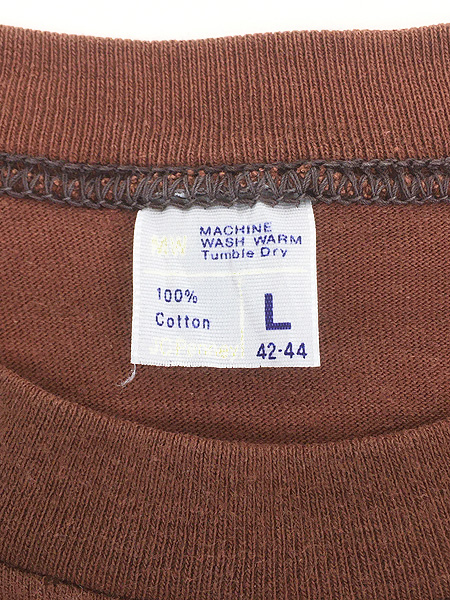 MACHINE
WASH WARM
Tumble Dry
100%
Cotton
L
42-44